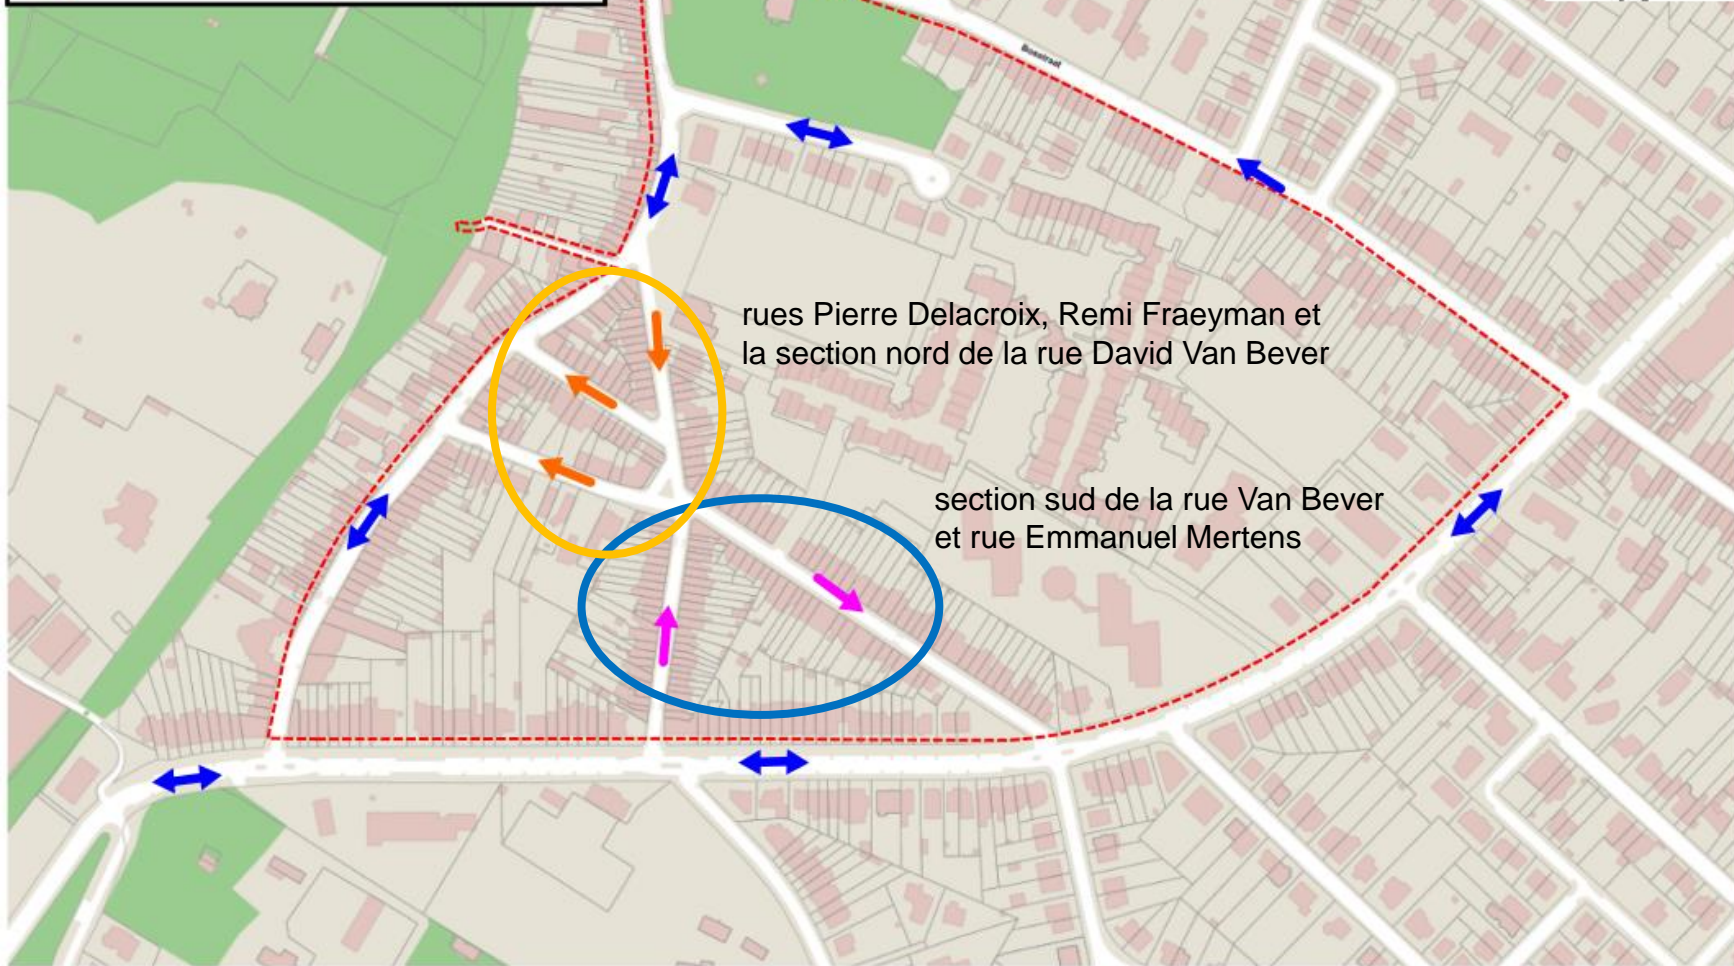 Bosstraat
rues Pierre Delacroix, Remi Fraeyman et
la section nord de la rue David Van Bever
section sud de la rue Van Bever
et rue Emmanuel Mertens